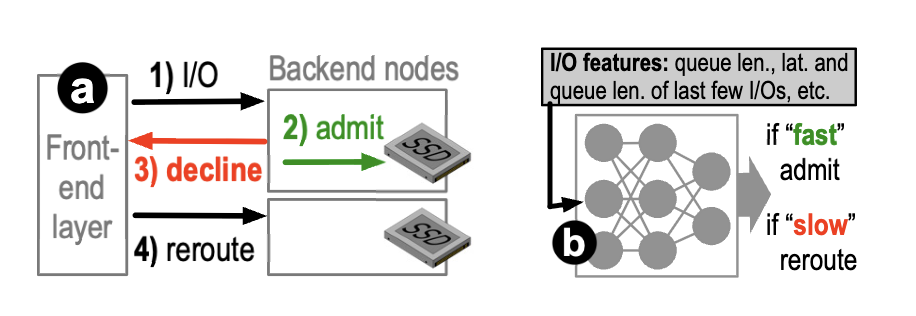 a
Front-
end
layer
1) I/O
Backend nodes
2) admit
SSD
3) decline
4) reroute
SSD
I/O features: queue len., lat. and
queue len. of last few I/Os, etc.
b
if “fast”
admit
if “slow”
reroute